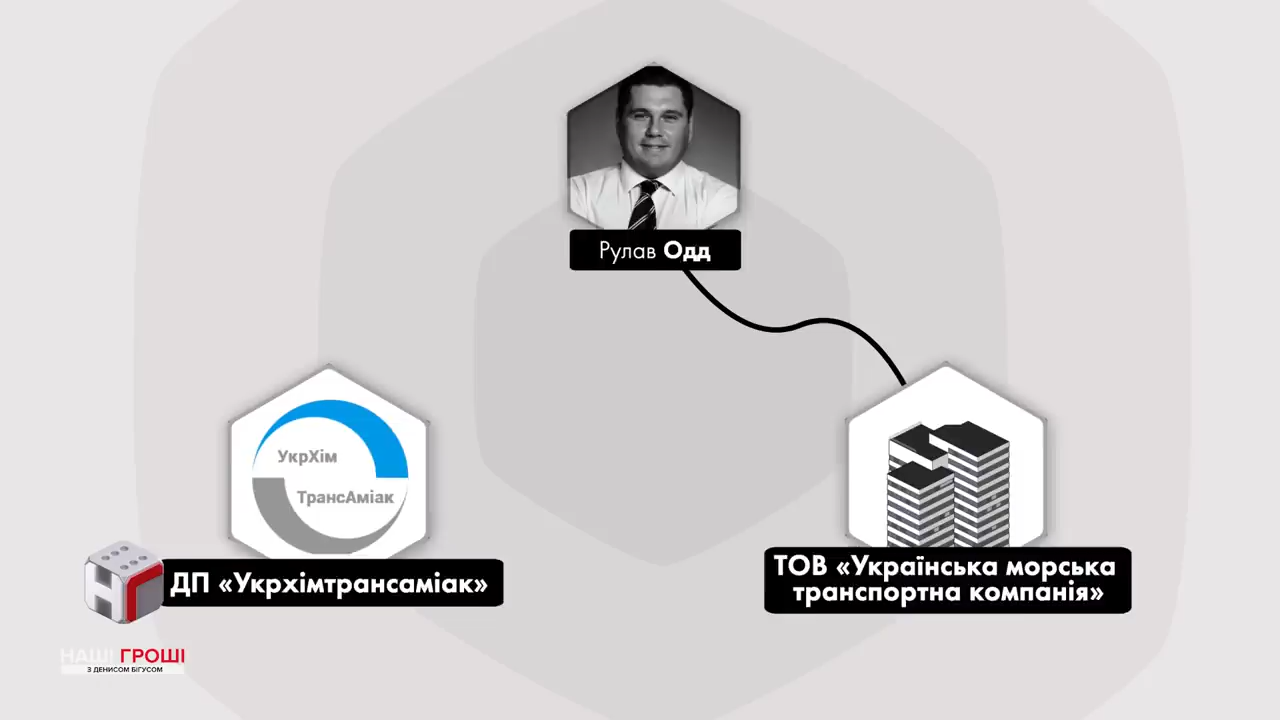 Рулав Одд
УкрХім
ТрансАміак
ДП «Укрхімтрансаміак»
ТОВ «Українська морська
транспортна компанія»
НАШІ ГРОШІ
З ДЕНИСОМ БІГУСОМ